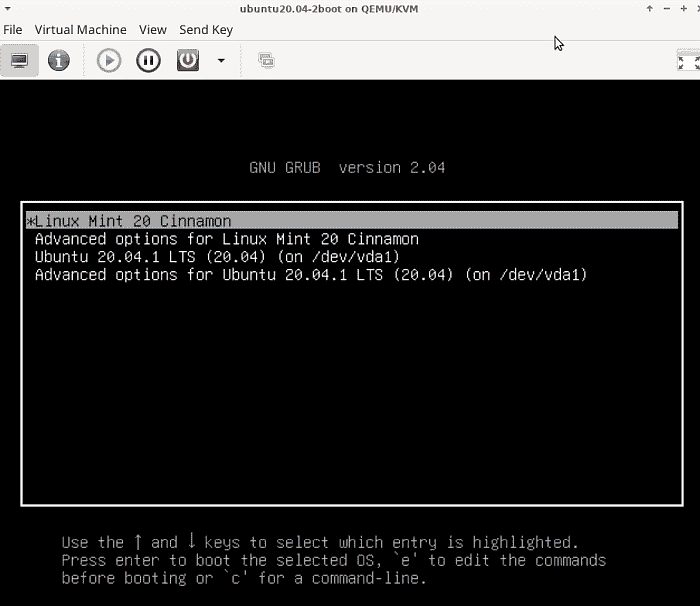 ubuntu20.04-2boot on QEMU/KVM
File Virtual Machine View Send Key
GNU GRUB version 2.04
*Linux Mint 20 Cinnamon
Advanced options for Linux Mint 20 Cinnamon
Ubuntu 20.04.1 LTS (20.04) (on /dev/vda1)
Advanced options for Ubuntu 20.04.1 LTS (20.04) (on /dev/vda1)
Use the ↑ and ↓ keys to select which entry is highlighted.
Press enter to boot the selected OS, `e' to edit the commands
before booting or `c' for a command-line.